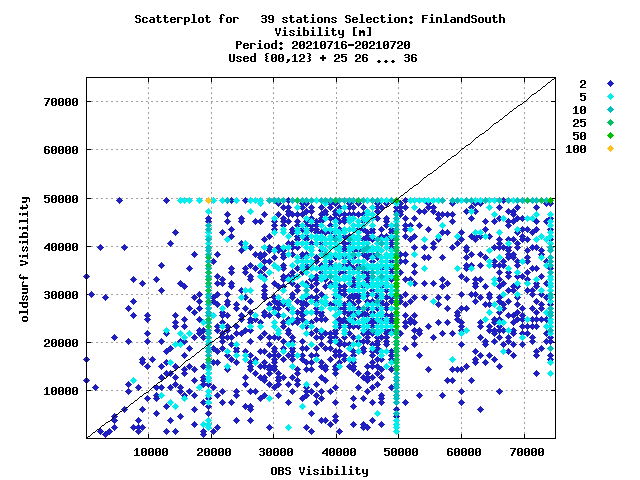 Scatterplot for   39 stations Selection: FinlandSouth
Visibility [m]
Period: 20210716-20210720
Used {00,12} + 25 26 ... 36
2
5
10
25
50
100
70000
60000
50000
40000
30000
20000
10000
oldsurf Visibility
10000 20000 30000 40000 50000 60000 70000
OBS Visibility